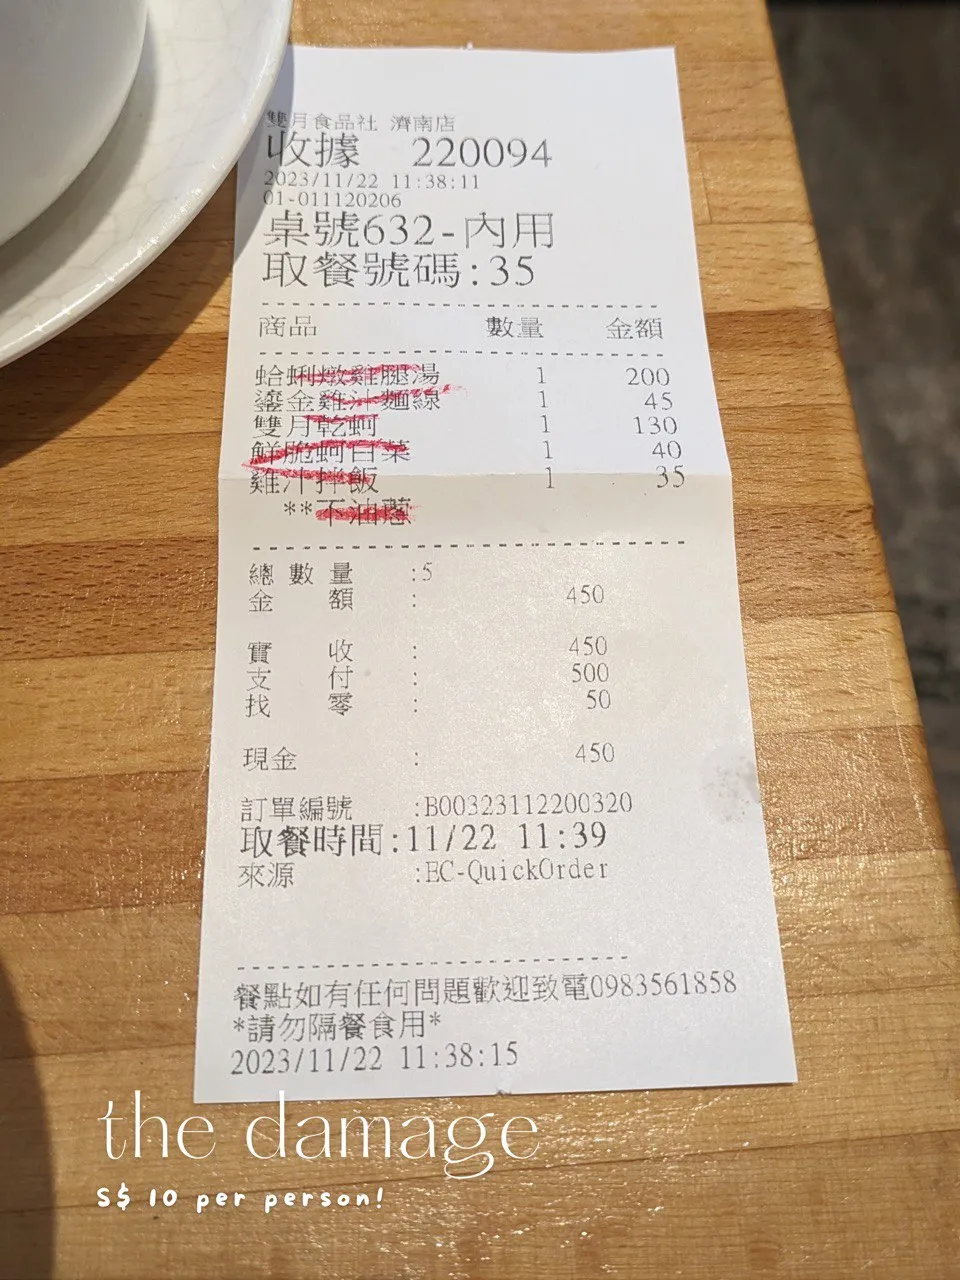 雙月食品社 濟南店
收據 220094
2023/11/22 11:38:11
01-011120206
桌號632-內用
取餐號碼:35
商品 數量 金額
蛤蜊燉雞腿湯 1 200
鎏金雞汁麵線 1 45
雙月乾蚵 1 130
鮮脆蚵白菜 1 40
雞汁拌飯 1 35
**不油蔥
總數量 :5
金額 : 450
實收 : 450
支付 : 500
找零 : 50
現金 : 450
訂單編號 :B00323112200320
取餐時間:11/22 11:39
來源 :EC-QuickOrder
餐點如有任何問題歡迎致電0983561858
*請勿隔餐食用*
2023/11/22 11:38:15
the damage
S$ 10 per person!